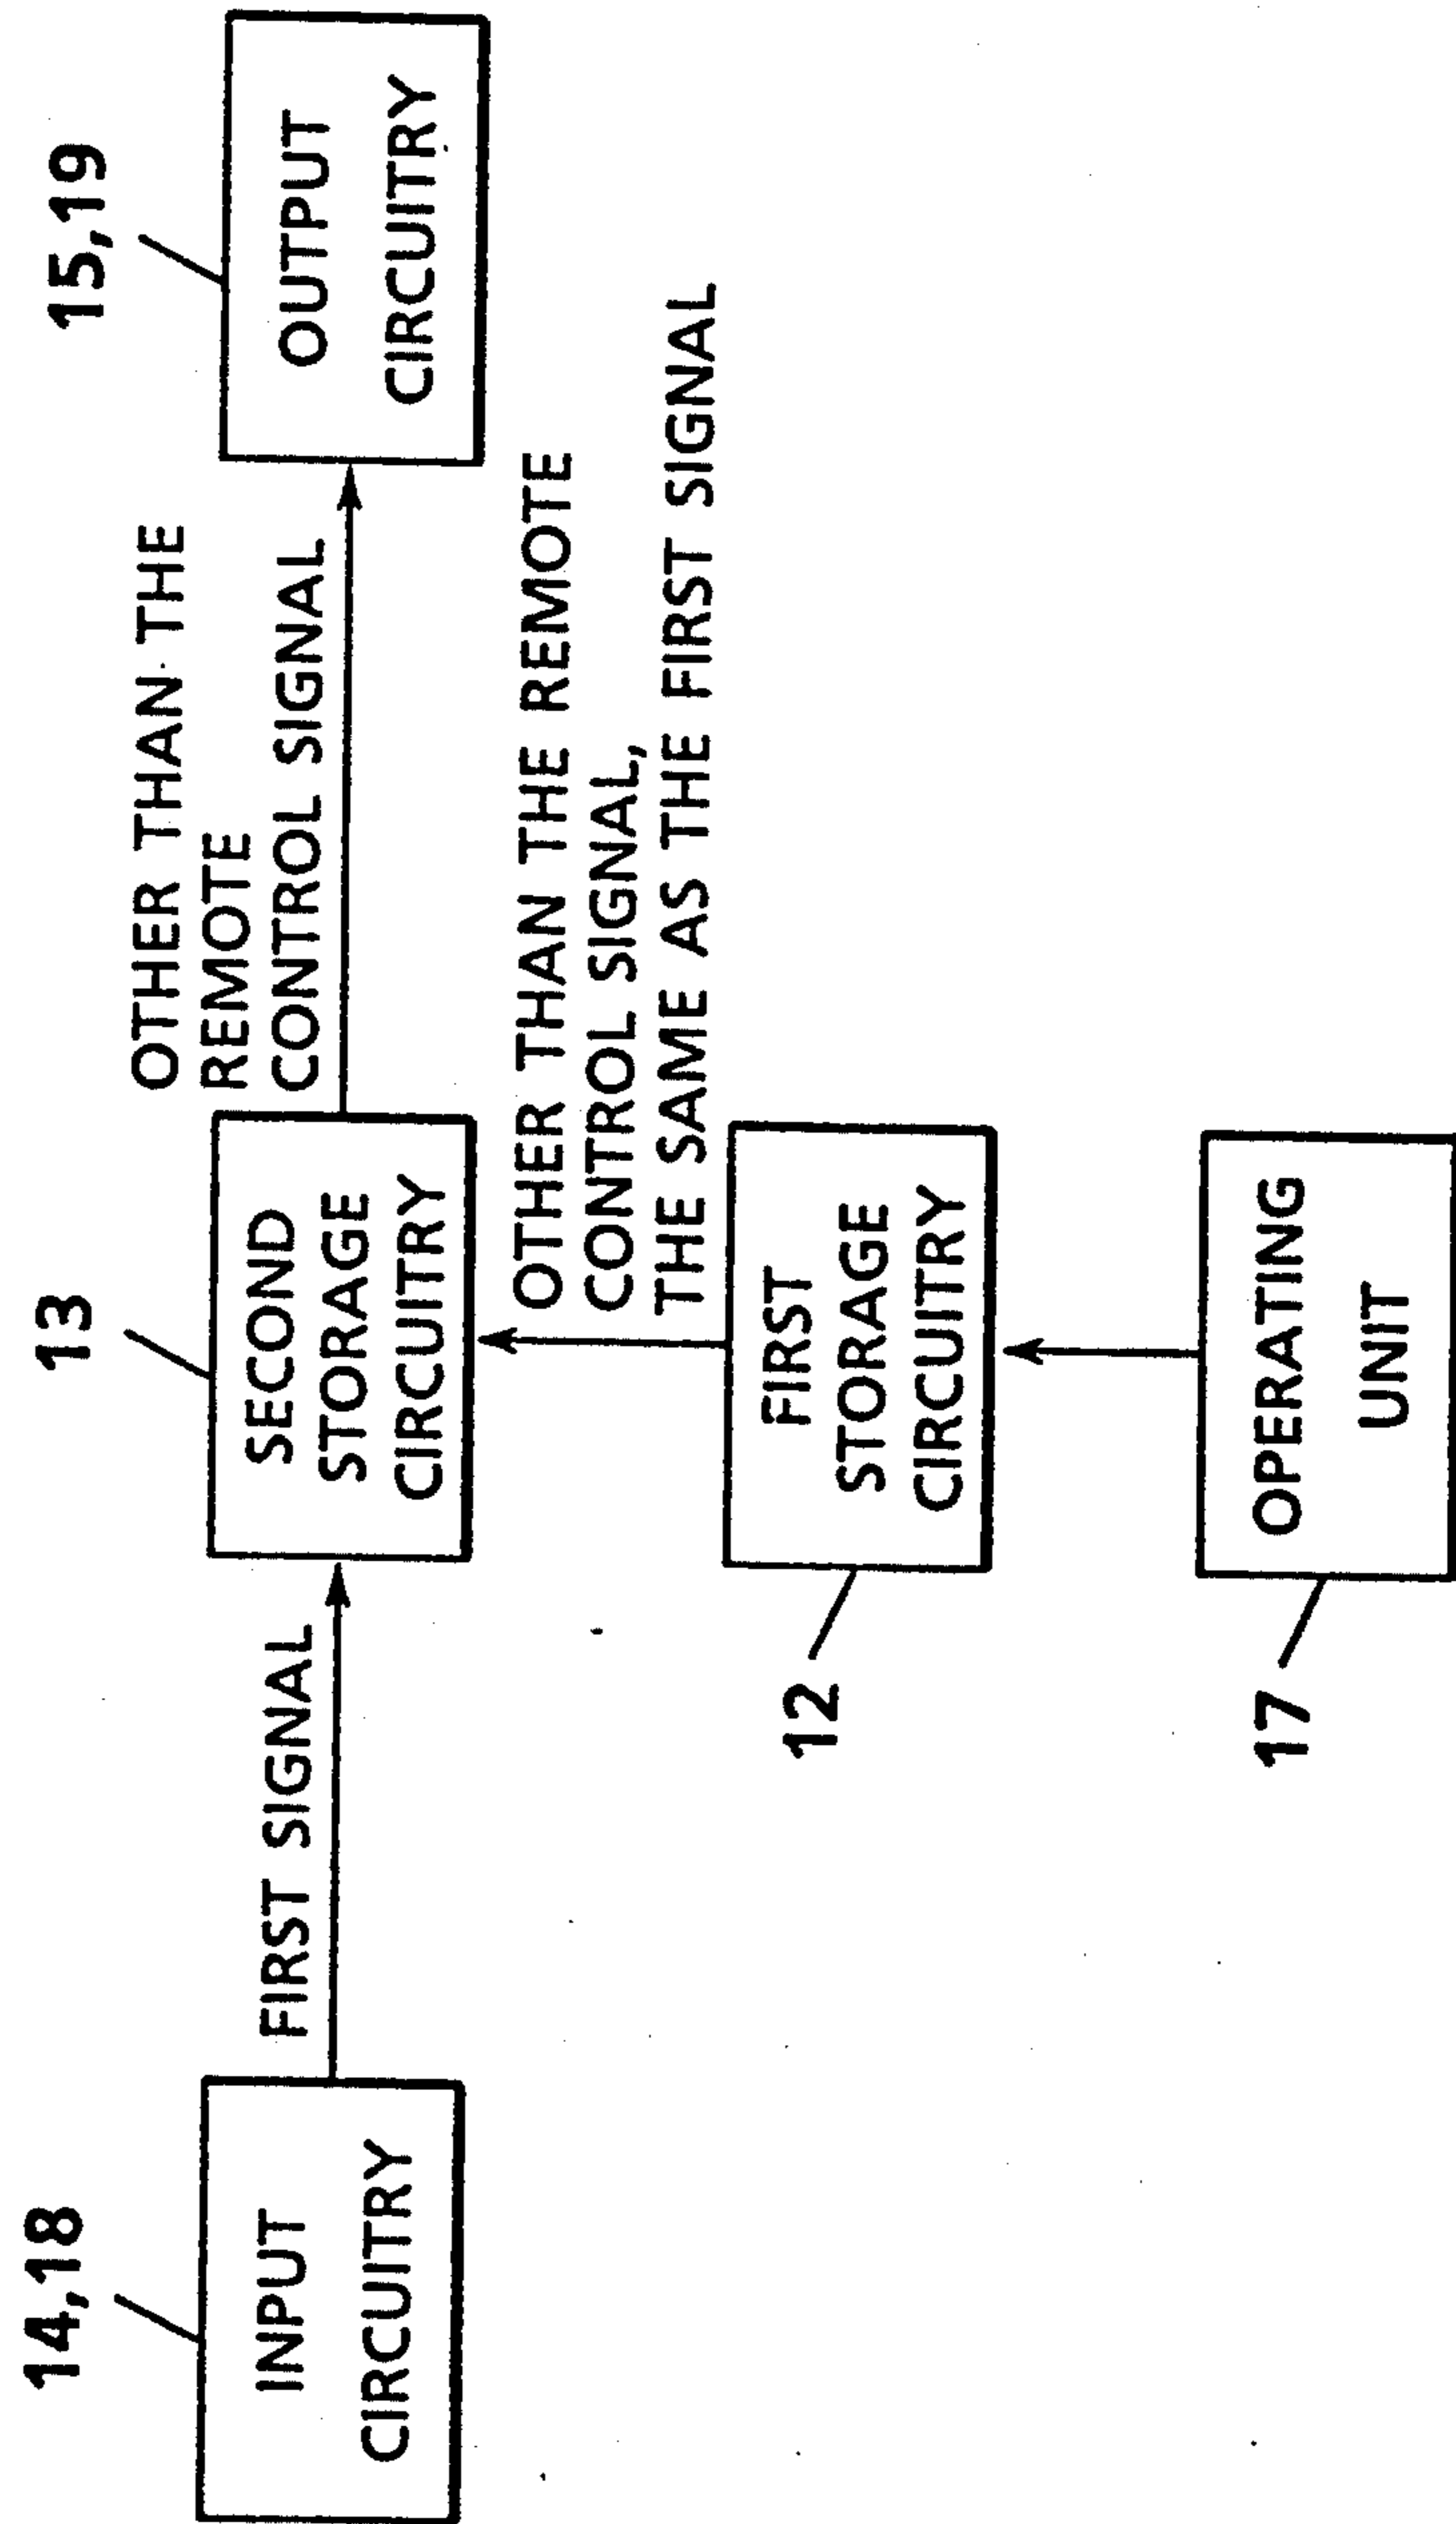 14,18
INPUT
CIRCUITRY
FIRST SIGNAL
13
SECOND
STORAGE
CIRCUITRY
OTHER THAN THE
REMOTE
CONTROL SIGNAL
15,19
OUTPUT
CIRCUITRY
OTHER THAN THE REMOTE
CONTROL SIGNAL,
THE SAME AS THE FIRST SIGNAL
12
FIRST
STORAGE
CIRCUITRY
17
OPERATING
UNIT